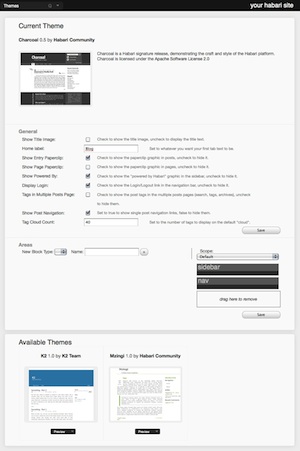 Themes
your habari site
Current Theme
Charcoal 0.5 by Habari Community
Charcoal is a Habari signature release, demonstrating the craft and style of the Habari platform.
Charcoal is licensed under the Apache Software License 2.0
General
Show Title Image: Check to show the title image, uncheck to display the title text.
Home label: Blog Set to whatever you want your first tab text to be.
Show Entry Paperclip: Check to show the paperclip graphic in posts, uncheck to hide it.
Show Page Paperclip: Check to show the paperclip graphic in pages, uncheck to hide it.
Show Powered By: Check to show the "powered by habari" graphic in the sidebar, uncheck to hide it.
Display Login: Check to show the Login/Logout link in the navigation bar, uncheck to hide it.
Tags in Multiple Posts Page: Check to show the post tags in the multiple posts pages (search, tags, archives), uncheck
to hide them.
Show Post Navigation: Set to true to show single post navigation links, false to hide them.
Tag Cloud Count: Set to the number of tags to display on the default "cloud".
Save
Areas
New Block Type: Name: +
Scope:
Default
sidebar
nav
drag here to remove
Save
Available Themes
K2 1.0 by K2 Team
Mzingi 1.0 by Habari Community
Preview
Preview